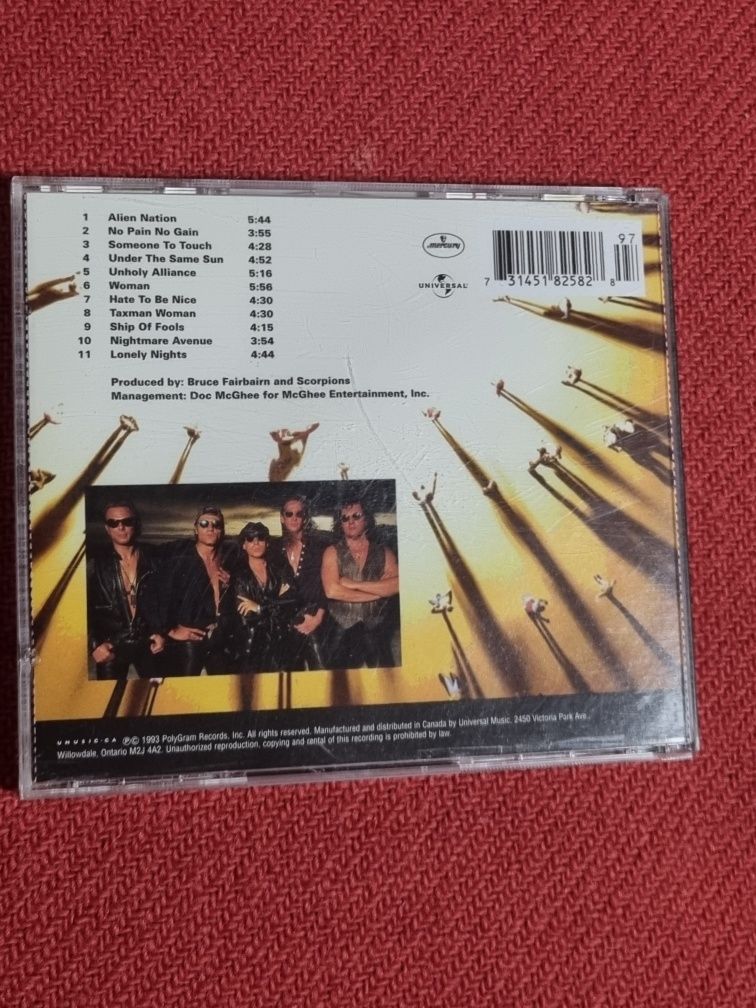 1 Alien Nation 5:44
2 No Pain No Gain 3:55
3 Someone To Touch 4:28
4 Under The Same Sun 4:52
5 Unholy Alliance 5:16
6 Woman 5:56
7 Hate To Be Nice 4:30
8 Taxman Woman 4:30
9 Ship Of Fools 4:15
10 Nightmare Avenue 3:54
11 Lonely Nights 4:44
Produced by: Bruce Fairbairn and Scorpions
Management: Doc McGhee for McGhee Entertainment, Inc.
mercury
UNIVERSAL
97
7 31451 82582 8
UMUSIC.CA ℗© 1993 PolyGram Records, Inc. All rights reserved. Manufactured and distributed in Canada by Universal Music. 2450 Victoria Park Ave.,
Willowdale, Ontario M2J 4A2. Unauthorized reproduction, copying and rental of this recording is prohibited by law.